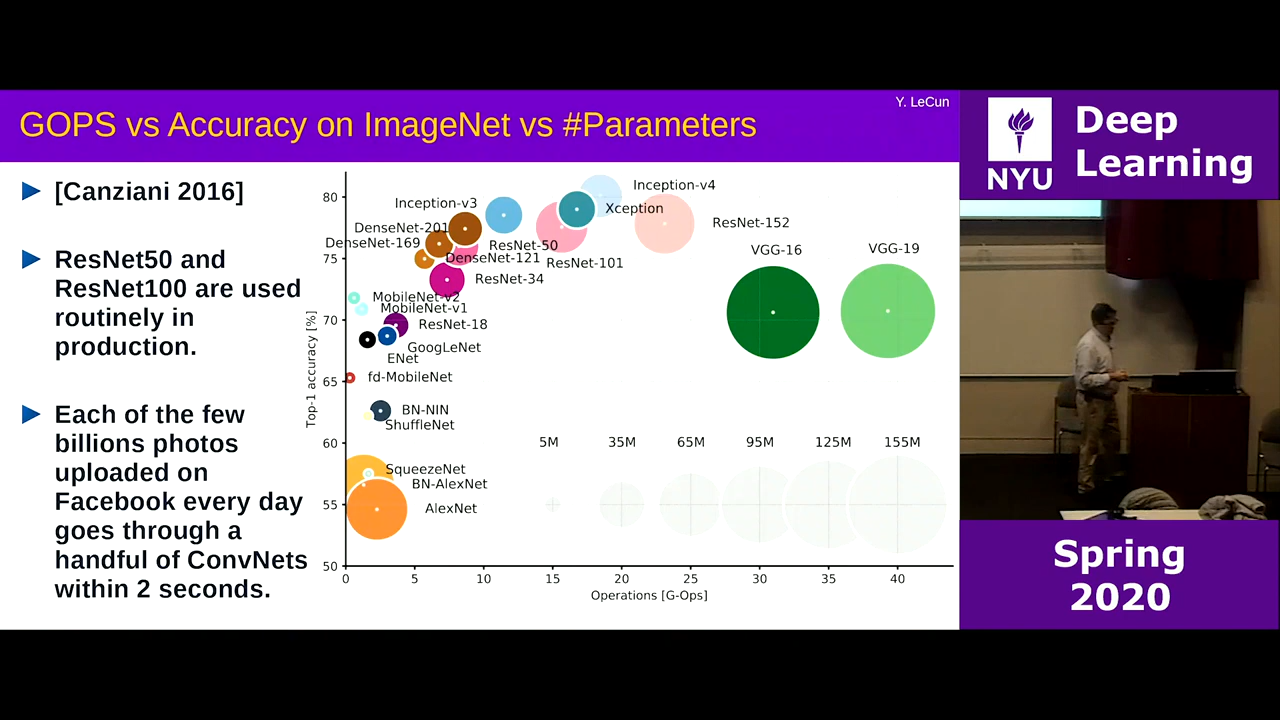 Y. LeCun
GOPS vs Accuracy on ImageNet vs #Parameters
[Canziani 2016]
ResNet50 and
ResNet100 are used
routinely in
production.
Each of the few
billions photos
uploaded on
Facebook every day
goes through a
handful of ConvNets
within 2 seconds.
Top-1 accuracy [%]
80
75
70
65
60
55
50
Inception-v4
Inception-v3
Xception
ResNet-152
DenseNet-201
DenseNet-169
ResNet-50
DenseNet-121
ResNet-101
VGG-16
VGG-19
ResNet-34
MobileNet-v2
MobileNet-v1
ResNet-18
GoogLeNet
ENet
fd-MobileNet
BN-NIN
ShuffleNet
5M
35M
65M
95M
125M
155M
SqueezeNet
BN-AlexNet
AlexNet
0
5
10
15
20
25
30
35
40
Operations [G-Ops]
NYU
Deep
Learning
Spring
2020